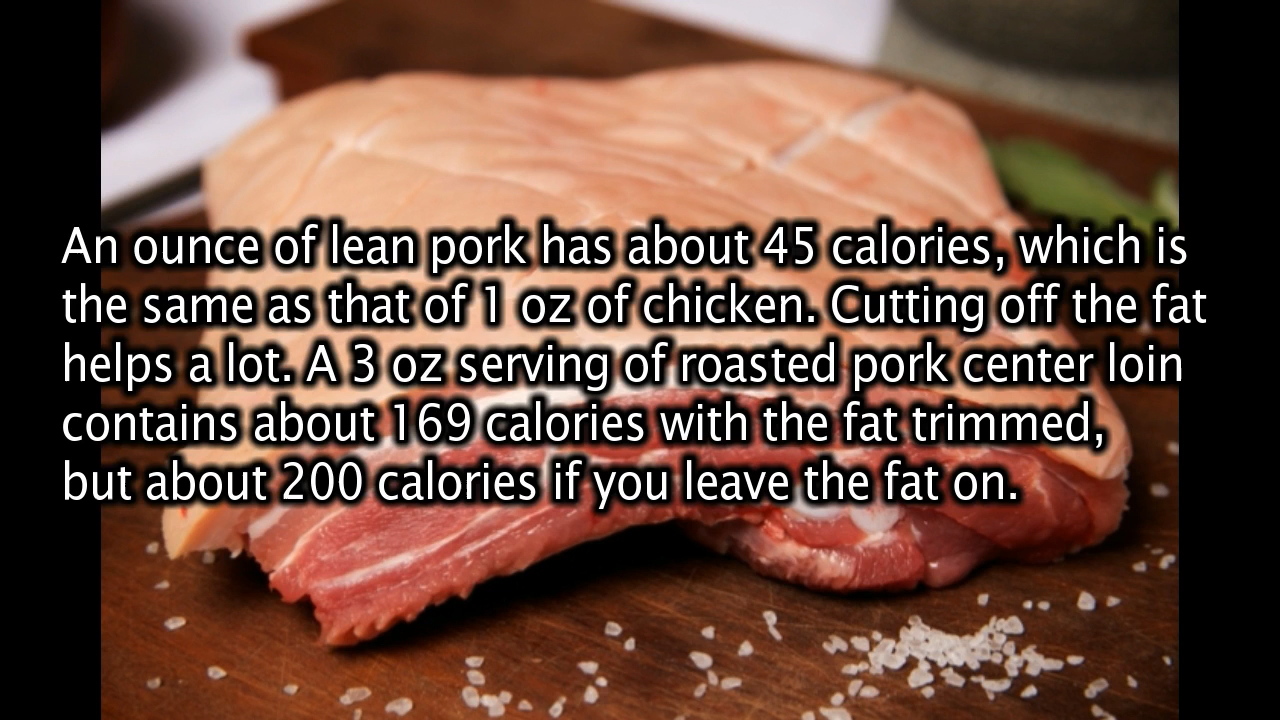 An ounce of lean pork has about 45 calories, which is
the same as that of 1 oz of chicken. Cutting off the fat
helps a lot. A 3 oz serving of roasted pork center loin
contains about 169 calories with the fat trimmed,
but about 200 calories if you leave the fat on.